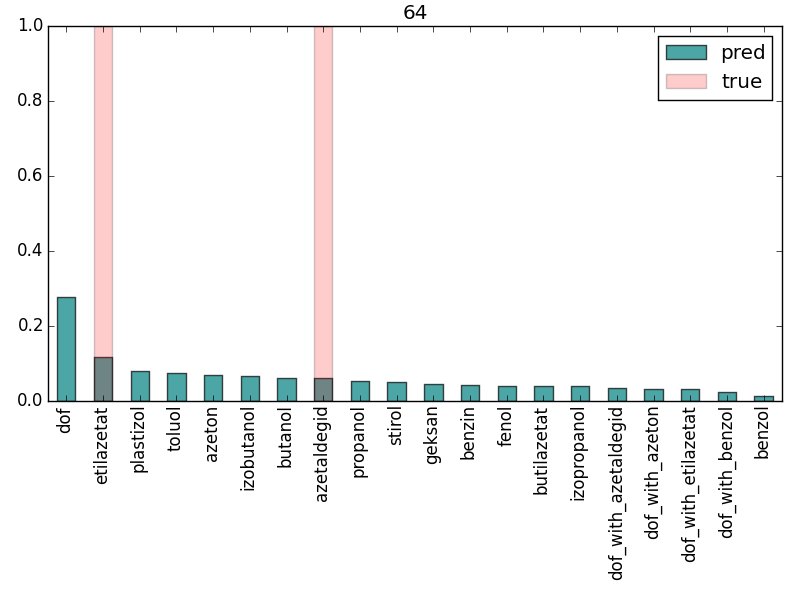 64
1.0
0.8
0.6
0.4
0.2
0.0
pred
true
dof
etilazetat
plastizol
toluol
azeton
izobutanol
butanol
azetaldegid
propanol
stirol
geksan
benzin
fenol
butilazetat
izopropanol
dof_with_azetaldegid
dof_with_azeton
dof_with_etilazetat
dof_with_benzol
benzol